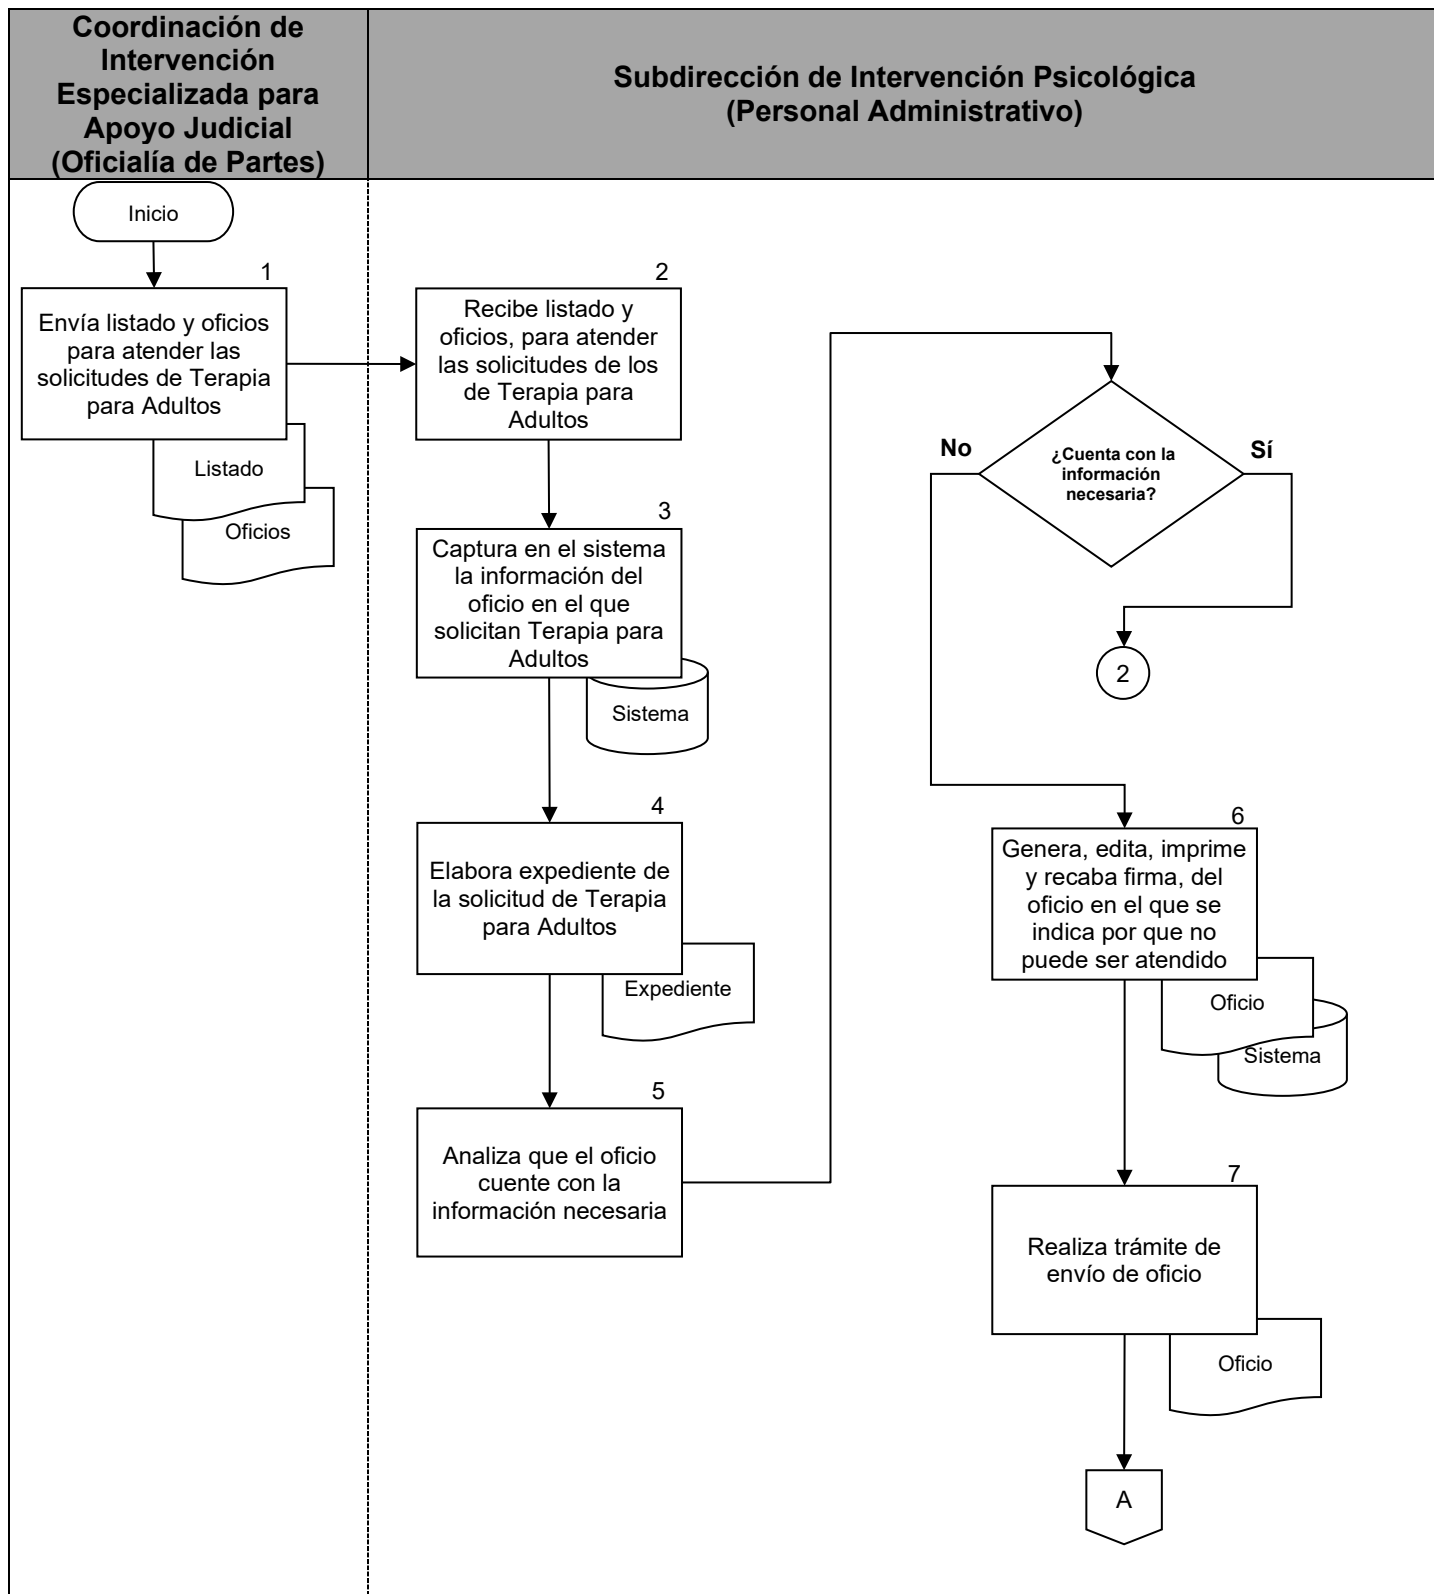 Coordinación de
Intervención
Especializada para
Apoyo Judicial
(Oficialía de Partes)
Subdirección de Intervención Psicológica
(Personal Administrativo)
Inicio
1
Envía listado y oficios
para atender las
solicitudes de Terapia
para Adultos
Listado
Oficios
2
Recibe listado y
oficios, para atender
las solicitudes de los
de Terapia para
Adultos
3
Captura en el sistema
la información del
oficio en el que
solicitan Terapia para
Adultos
Sistema
4
Elabora expediente de
la solicitud de Terapia
para Adultos
Expediente
5
Analiza que el oficio
cuente con la
información necesaria
¿Cuenta con la
información
necesaria?
No
Sí
2
6
Genera, edita, imprime
y recaba firma, del
oficio en el que se
indica por que no
puede ser atendido
Oficio
Sistema
7
Realiza trámite de
envío de oficio
Oficio
A